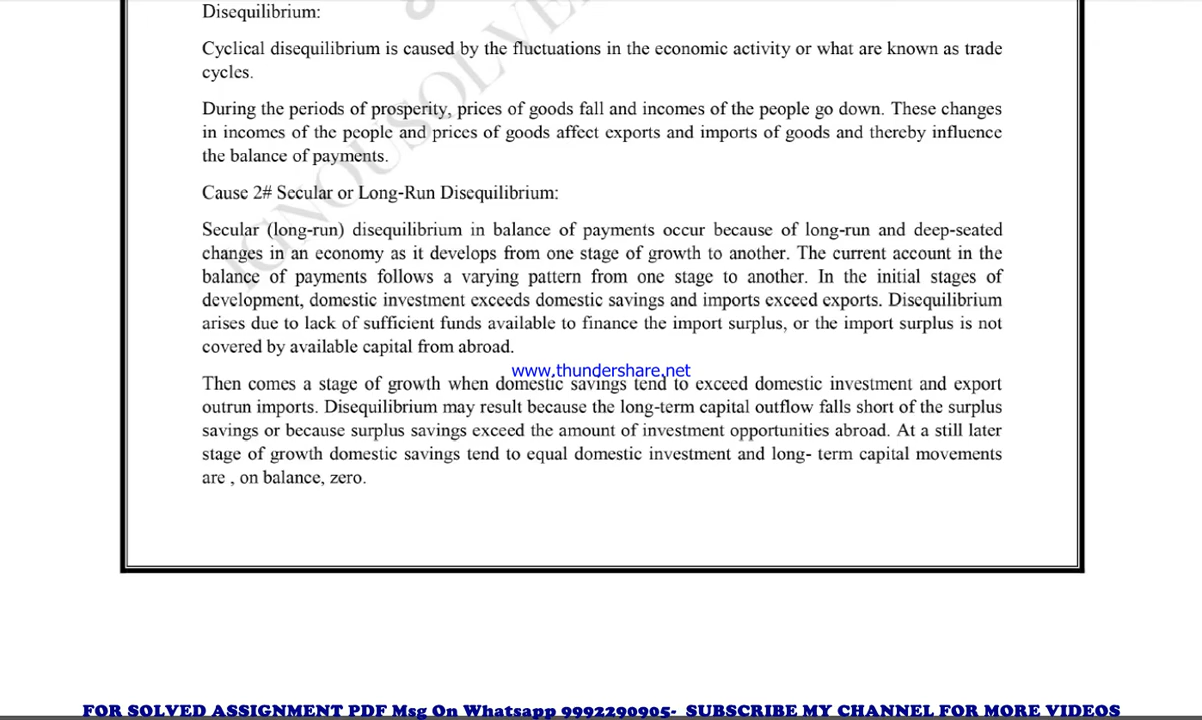 Disequilibrium:
Cyclical disequilibrium is caused by the fluctuations in the economic activity or what are known as trade
cycles.
During the periods of prosperity, prices of goods fall and incomes of the people go down. These changes
in incomes of the people and prices of goods affect exports and imports of goods and thereby influence
the balance of payments.
Cause 2# Secular or Long-Run Disequilibrium:
Secular (long-run) disequilibrium in balance of payments occur because of long-run and deep-seated
changes in an economy as it develops from one stage of growth to another. The current account in the
balance of payments follows a varying pattern from one stage to another. In the initial stages of
development, domestic investment exceeds domestic savings and imports exceed exports. Disequilibrium
arises due to lack of sufficient funds available to finance the import surplus, or the import surplus is not
covered by available capital from abroad.
www.thundershare.net
Then comes a stage of growth when domestic savings tend to exceed domestic investment and export
outrun imports. Disequilibrium may result because the long-term capital outflow falls short of the surplus
savings or because surplus savings exceed the amount of investment opportunities abroad. At a still later
stage of growth domestic savings tend to equal domestic investment and long- term capital movements
are , on balance, zero.
FOR SOLVED ASSIGNMENT PDF Msg On Whatsapp 9992290905- SUBSCRIBE MY CHANNEL FOR MORE VIDEOS